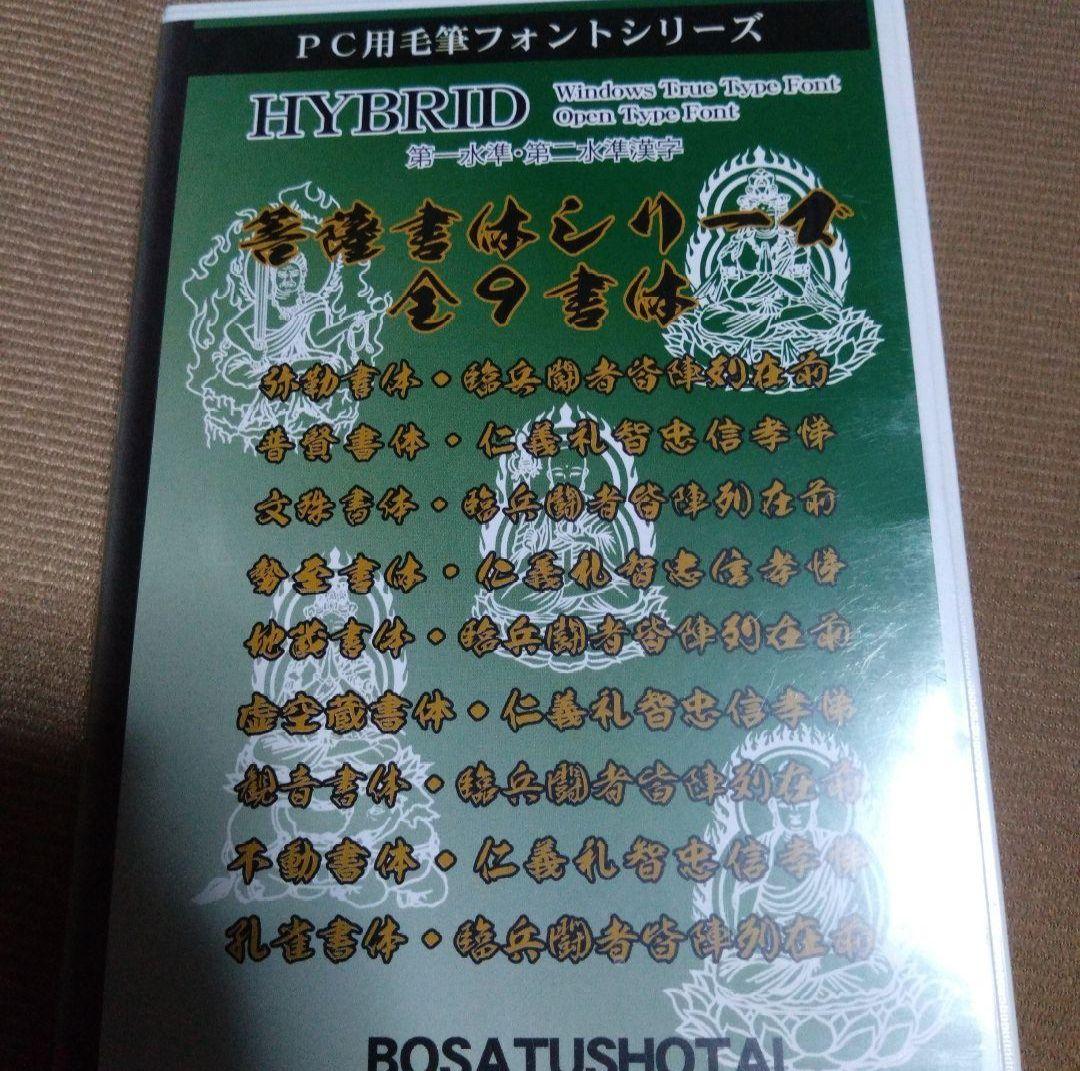 PC用毛筆フォントシリーズ
HYBRID
Windows True Type Font
Open Type Font
第一水準・第二水準漢字
菩薩書体シリーズ
全9書体
弥勒書体・臨兵闘者皆陣列在前
普賢書体・仁義礼智忠信孝悌
文殊書体・臨兵闘者皆陣列在前
勢至書体・仁義礼智忠信孝悌
地蔵書体・臨兵闘者皆陣列在前
虚空蔵書体・仁義礼智忠信孝悌
観音書体・臨兵闘者皆陣列在前
不動書体・仁義礼智忠信孝悌
孔雀書体・臨兵闘者皆陣列在前
BOSATUSHOTAI